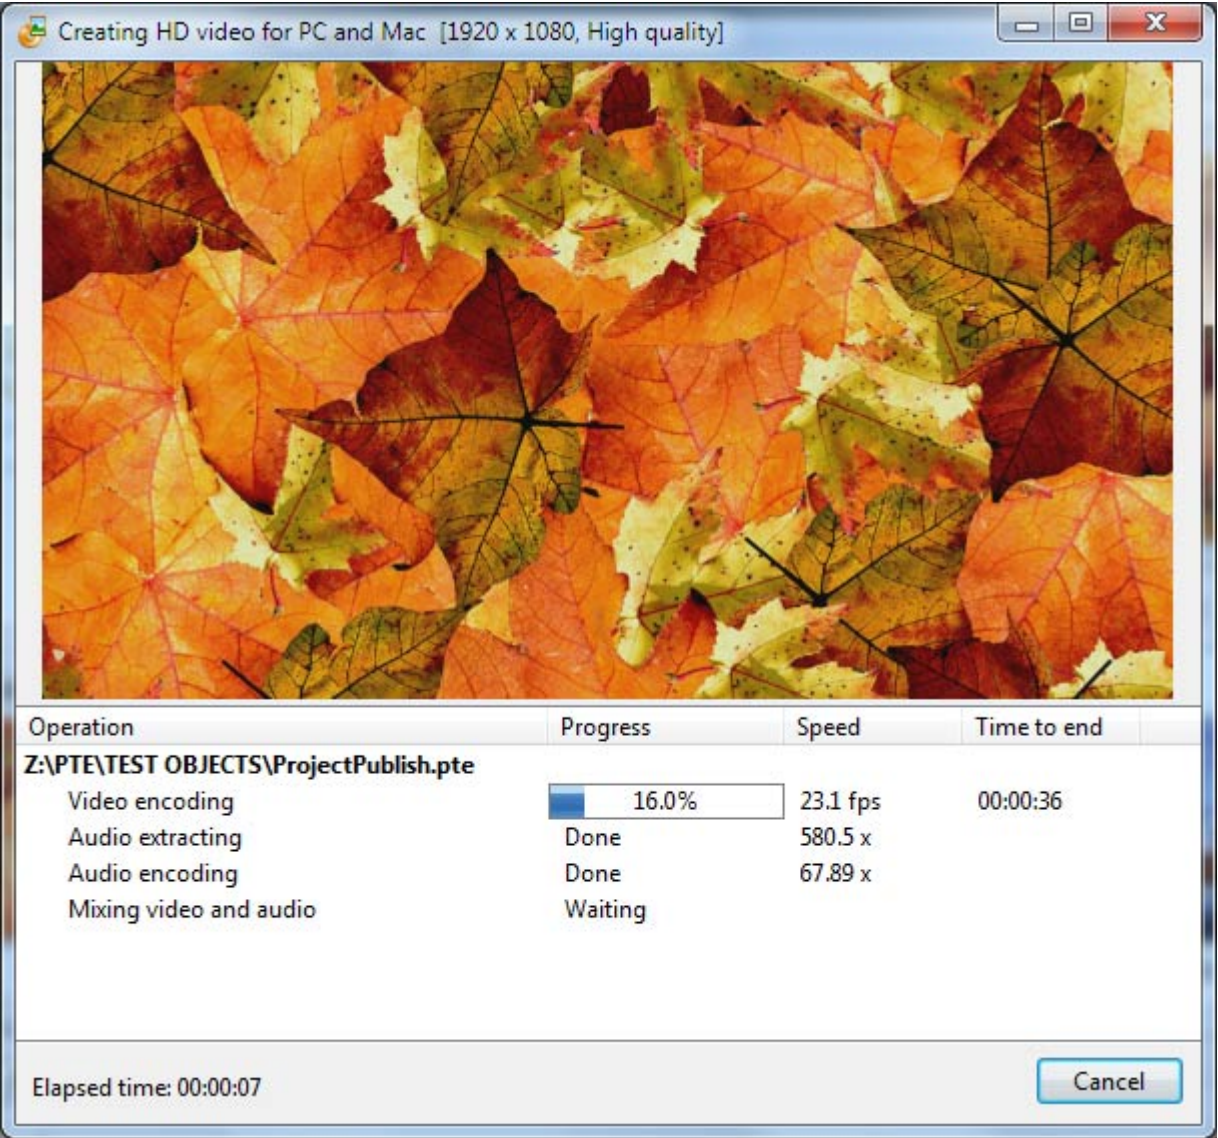 Creating HD video for PC and Mac [1920 x 1080, High quality]
Operation Progress Speed Time to end
Z:\PTE\TEST OBJECTS\ProjectPublish.pte
Video encoding 16.0% 23.1 fps 00:00:36
Audio extracting Done 580.5 x
Audio encoding Done 67.89 x
Mixing video and audio Waiting
Elapsed time: 00:00:07 Cancel